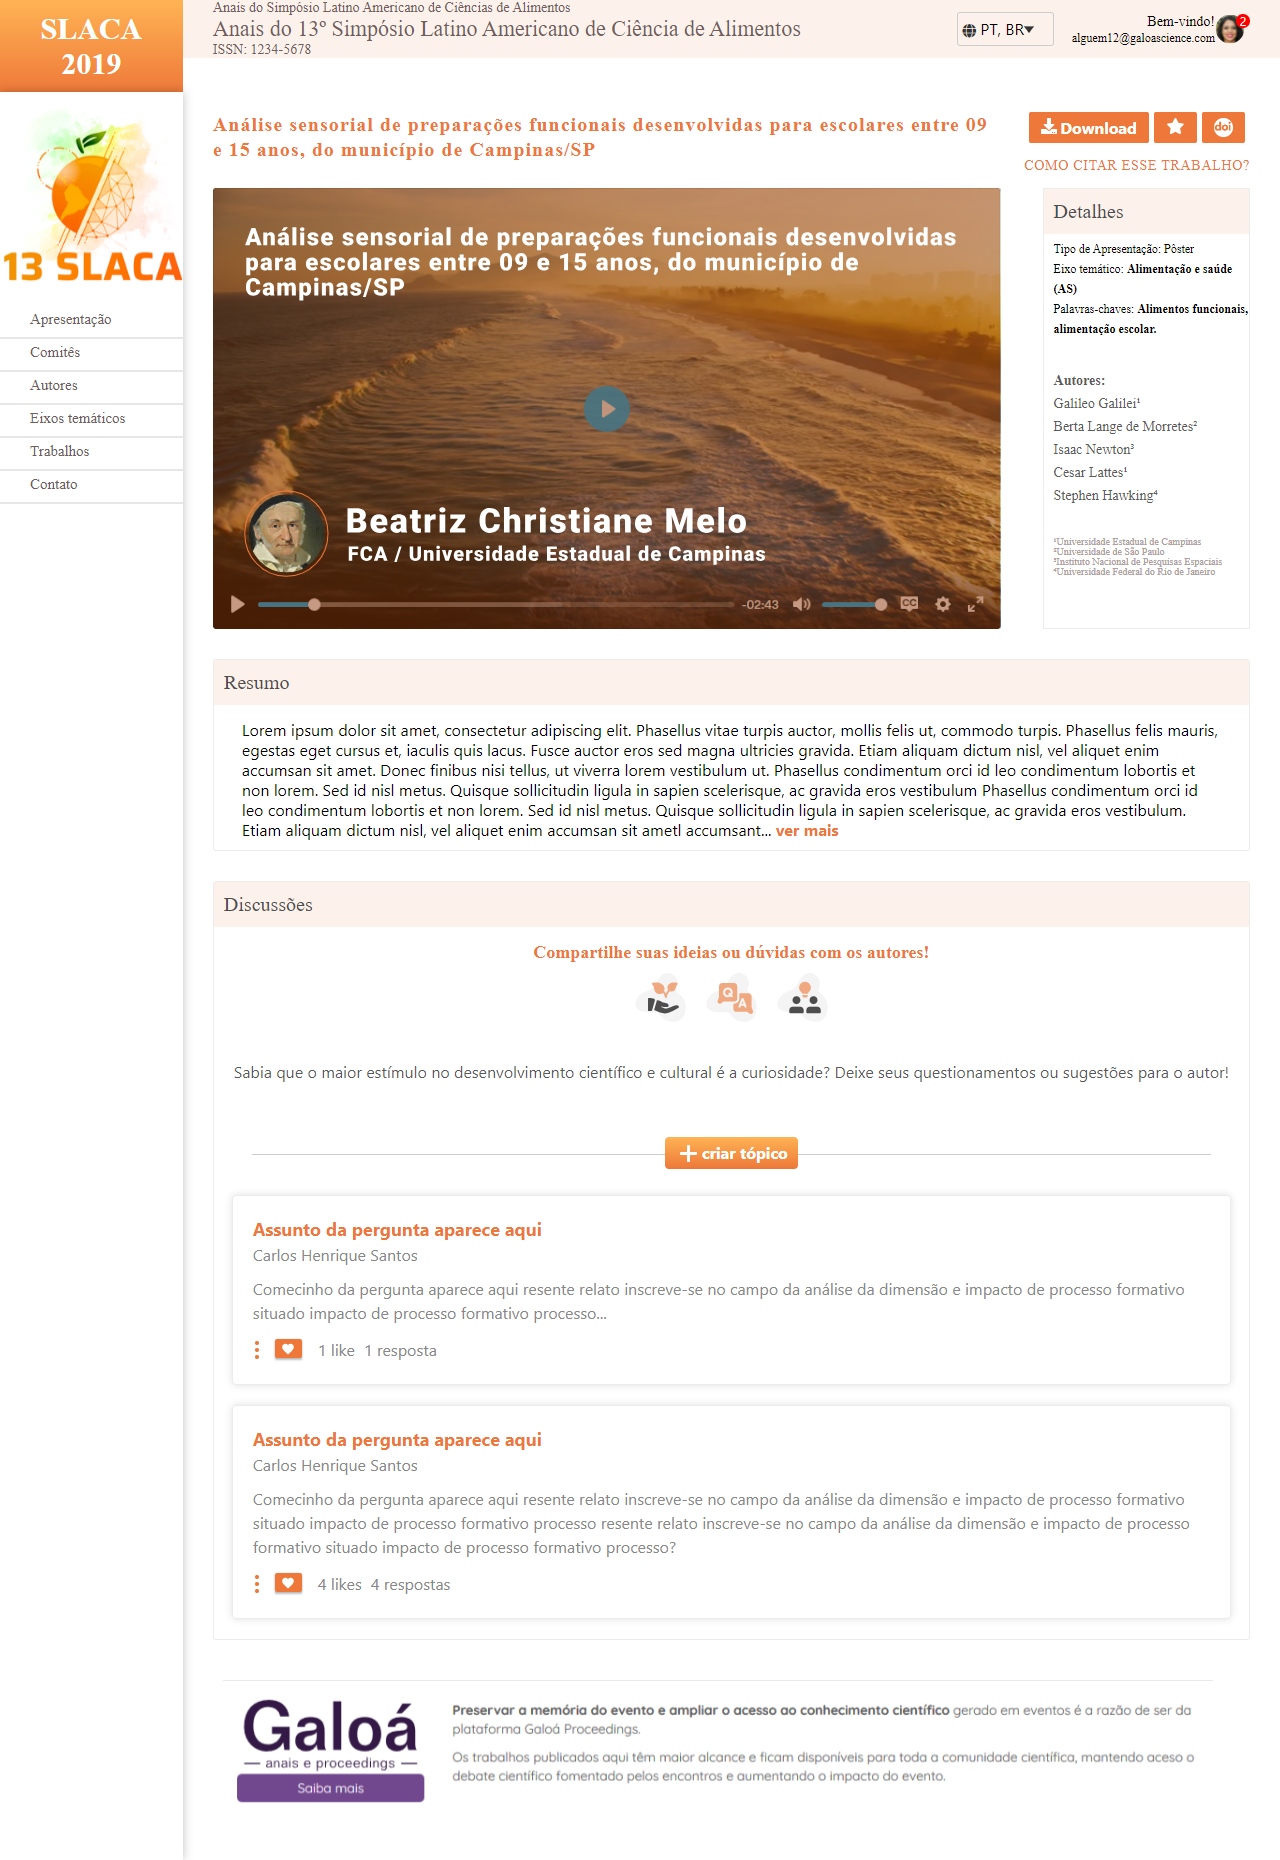 SLACA
2019
Anais do Simpósio Latino Americano de Ciências de Alimentos
Anais do 13º Simpósio Latino Americano de Ciência de Alimentos
ISSN: 1234-5678
PT, BR
Bem-vindo!
2
alguem12@galoascience.com
13 SLACA
Apresentação
Comitês
Autores
Eixos temáticos
Trabalhos
Contato
Análise sensorial de preparações funcionais desenvolvidas para escolares entre 09
e 15 anos, do município de Campinas/SP
Download
doi
COMO CITAR ESSE TRABALHO?
Análise sensorial de preparações funcionais desenvolvidas
para escolares entre 09 e 15 anos, do município de
Campinas/SP
Beatriz Christiane Melo
FCA / Universidade Estadual de Campinas
-02:43
CC
Detalhes
Tipo de Apresentação: Pôster
Eixo temático: Alimentação e saúde
(AS)
Palavras-chaves: Alimentos funcionais,
alimentação escolar.
Autores:
Galileo Galilei¹
Berta Lange de Morretes²
Isaac Newton³
Cesar Lattes¹
Stephen Hawking⁴
¹Universidade Estadual de Campinas
²Universidade de São Paulo
³Instituto Nacional de Pesquisas Espaciais
⁴Universidade Federal do Rio de Janeiro
Resumo
Lorem ipsum dolor sit amet, consectetur adipiscing elit. Phasellus vitae turpis auctor, mollis felis ut, commodo turpis. Phasellus felis mauris,
egestas eget cursus et, iaculis quis lacus. Fusce auctor eros sed magna ultricies gravida. Etiam aliquam dictum nisl, vel aliquet enim
accumsan sit amet. Donec finibus nisi tellus, ut viverra lorem vestibulum ut. Phasellus condimentum orci id leo condimentum lobortis et
non lorem. Sed id nisl metus. Quisque sollicitudin ligula in sapien scelerisque, ac gravida eros vestibulum Phasellus condimentum orci id
leo condimentum lobortis et non lorem. Sed id nisl metus. Quisque sollicitudin ligula in sapien scelerisque, ac gravida eros vestibulum.
Etiam aliquam dictum nisl, vel aliquet enim accumsan sit ametl accumsant... ver mais
Discussões
Compartilhe suas ideias ou dúvidas com os autores!
Q
A
Sabia que o maior estímulo no desenvolvimento científico e cultural é a curiosidade? Deixe seus questionamentos ou sugestões para o autor!
criar tópico
Assunto da pergunta aparece aqui
Carlos Henrique Santos
Comecinho da pergunta aparece aqui resente relato inscreve-se no campo da análise da dimensão e impacto de processo formativo
situado impacto de processo formativo processo...
1 like 1 resposta
Assunto da pergunta aparece aqui
Carlos Henrique Santos
Comecinho da pergunta aparece aqui resente relato inscreve-se no campo da análise da dimensão e impacto de processo formativo
situado impacto de processo formativo processo resente relato inscreve-se no campo da análise da dimensão e impacto de processo
formativo situado impacto de processo formativo processo?
4 likes 4 respostas
Galoá
anais e proceedings
Saiba mais
Preservar a memória do evento e ampliar o acesso ao conhecimento científico gerado em eventos é a razão de ser da
plataforma Galoá Proceedings.
Os trabalhos publicados aqui têm maior alcance e ficam disponíveis para toda a comunidade científica, mantendo aceso o
debate científico fomentado pelos encontros e aumentando o impacto do evento.